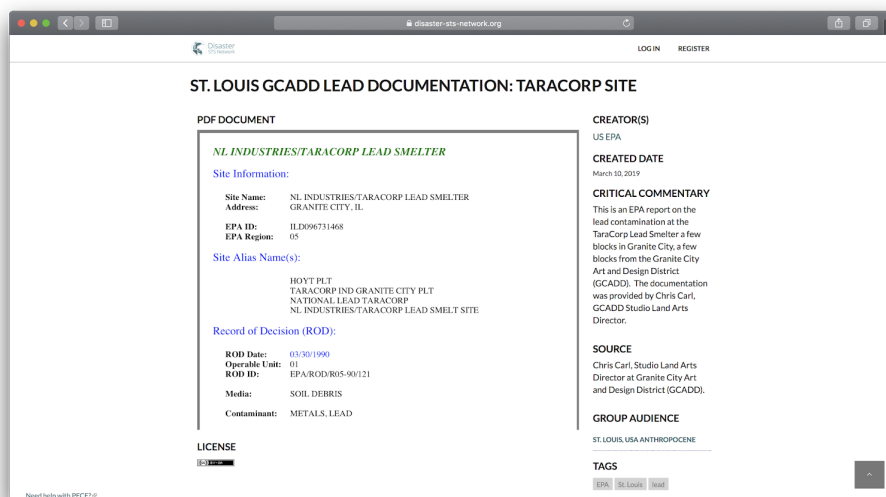 disaster-sts-network.org
Disaster
STS Network
LOG IN REGISTER
ST. LOUIS GCADD LEAD DOCUMENTATION: TARACORP SITE
PDF DOCUMENT
NL INDUSTRIES/TARACORP LEAD SMELTER
Site Information:
Site Name: NL INDUSTRIES/TARACORP LEAD SMELTER
Address: GRANITE CITY, IL
EPA ID: ILD096731468
EPA Region: 05
Site Alias Name(s):
HOYT PLT
TARACORP IND GRANITE CITY PLT
NATIONAL LEAD TARACORP
NL INDUSTRIES/TARACORP LEAD SMELT SITE
Record of Decision (ROD):
ROD Date: 03/30/1990
Operable Unit: 01
ROD ID: EPA/ROD/R05-90/121
Media: SOIL DEBRIS
Contaminant: METALS, LEAD
LICENSE
BY-SA
CREATOR(S)
US EPA
CREATED DATE
March 10, 2019
CRITICAL COMMENTARY
This is an EPA report on the
lead contamination at the
TaraCorp Lead Smelter a few
blocks in Granite City, a few
blocks from the Granite City
Art and Design District
(GCADD). The documentation
was provided by Chris Carl,
GCADD Studio Land Arts
Director.
SOURCE
Chris Carl, Studio Land Arts
Director at Granite City Art
and Design District (GCADD).
GROUP AUDIENCE
ST. LOUIS, USA ANTHROPOCENE
TAGS
EPA St. Louis lead
Need help with PECE?